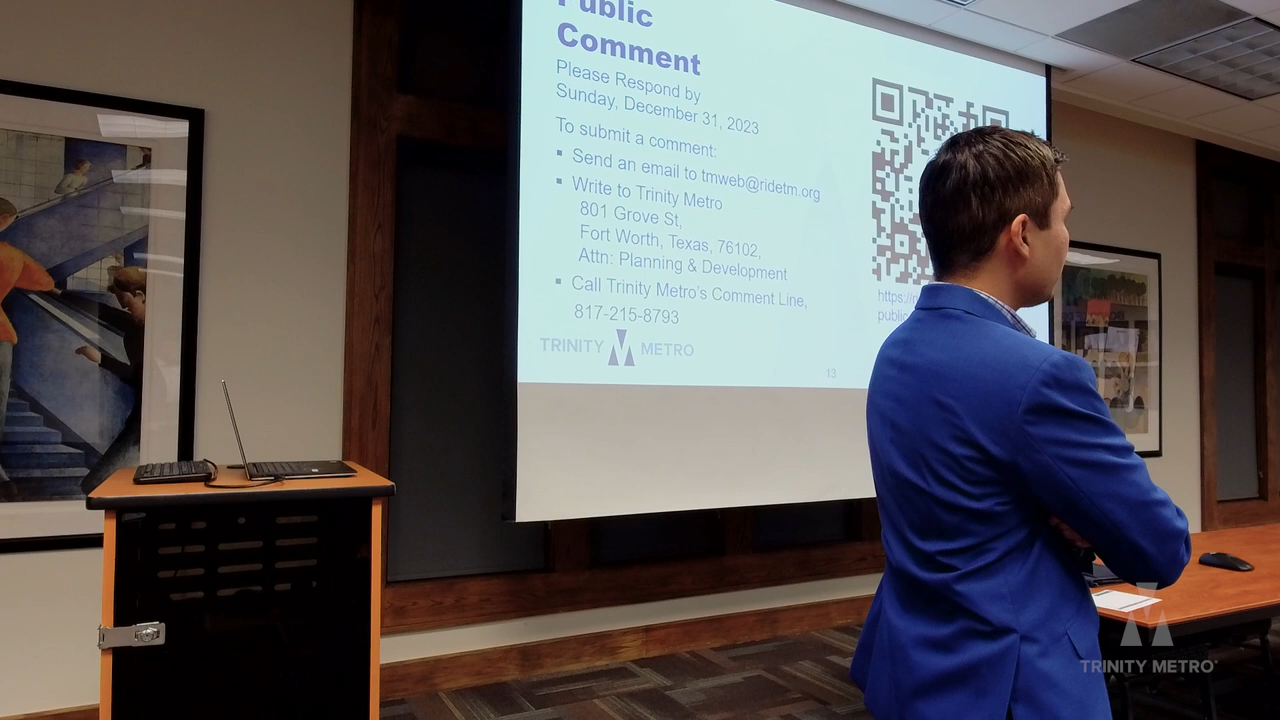 Public
Comment
Please Respond by
Sunday, December 31, 2023
To submit a comment:
▪ Send an email to tmweb@ridetm.org
▪ Write to Trinity Metro
801 Grove St,
Fort Worth, Texas, 76102,
Attn: Planning & Development
▪ Call Trinity Metro's Comment Line,
817-215-8793
TRINITY METRO
13
public
TRINITY METRO